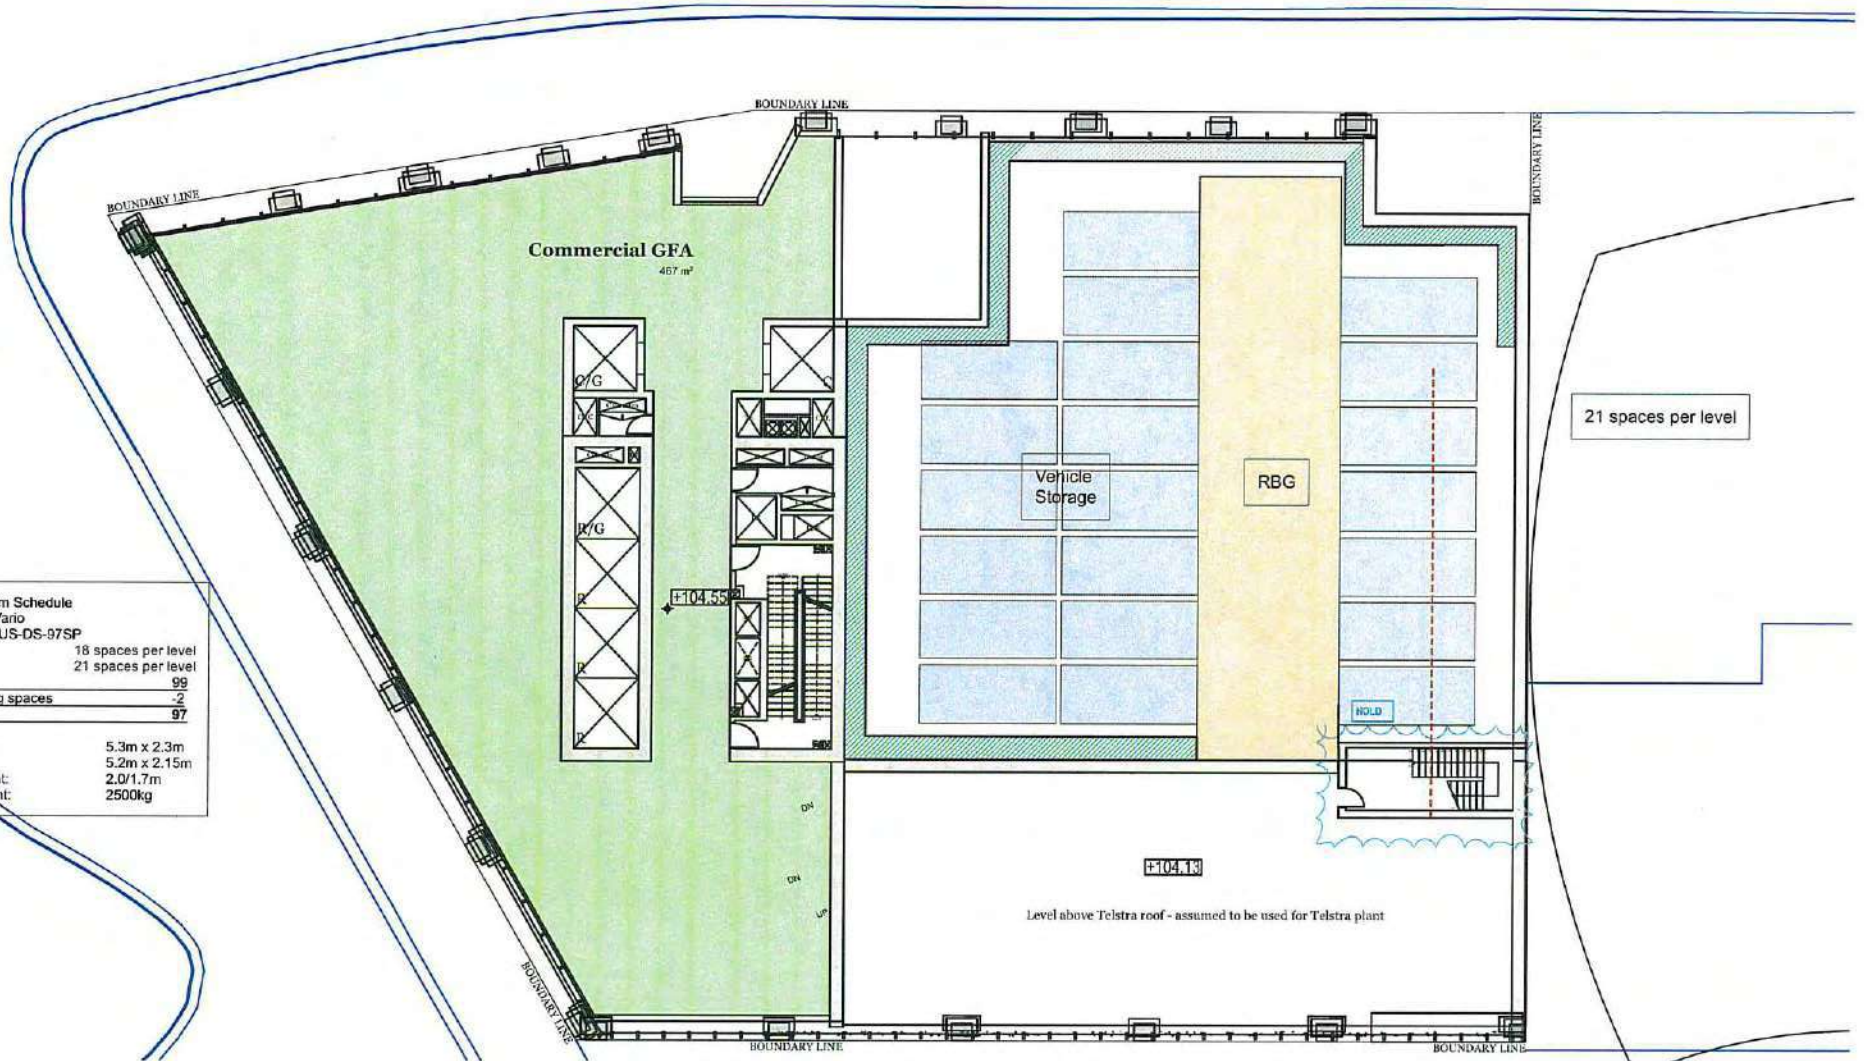 BOUNDARY LINE
BOUNDARY LINE
BOUNDARY LINE
Commercial GFA
467 m²
C/G
C
21 spaces per level
Vehicle
Storage
RBG
R/G
m Schedule
Vario
US-DS-97SP
18 spaces per level
21 spaces per level
99
g spaces
-2
97
5.3m x 2.3m
5.2m x 2.15m
t:
2.0/1.7m
nt:
2500kg
+104.55
R
R
R
HOLD
DN
DN
UP
+104.13
Level above Telstra roof - assumed to be used for Telstra plant
BOUNDARY LINE
BOUNDARY LINE
BOUNDARY LINE